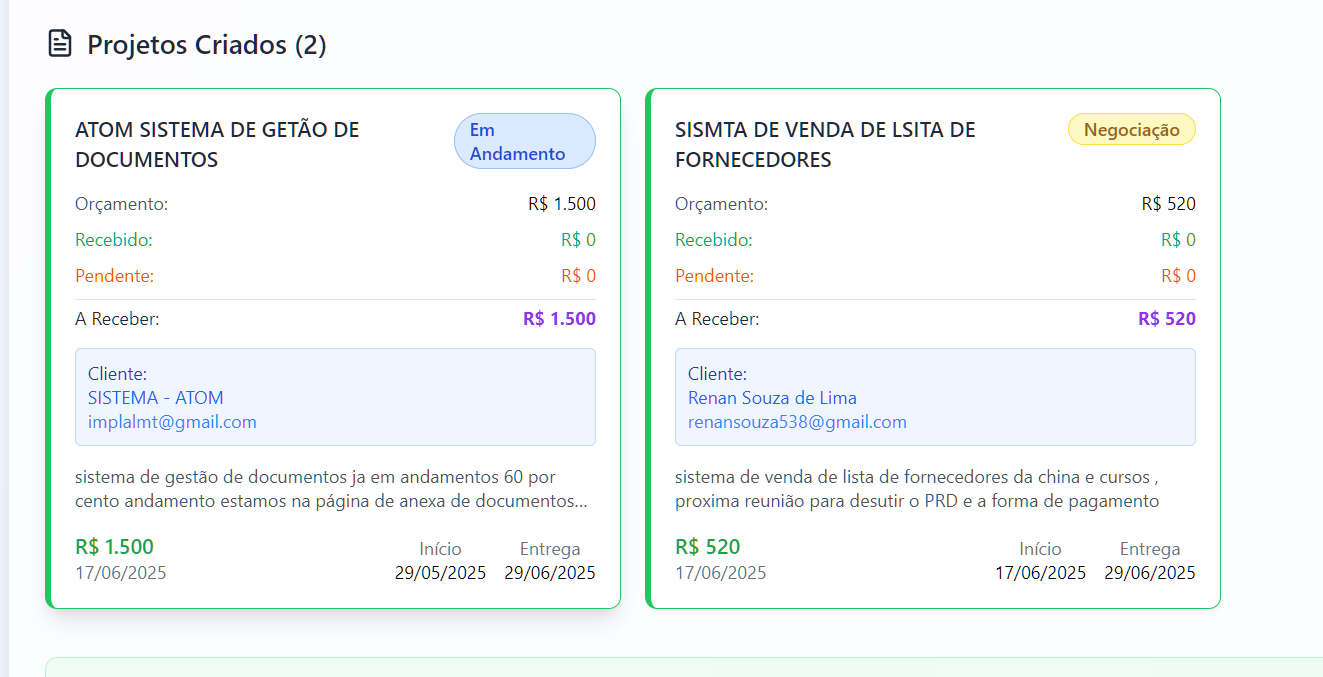 Projetos Criados (2)
ATOM SISTEMA DE GETÃO DE
DOCUMENTOS
Em
Andamento
Orçamento: R$ 1.500
Recebido: R$ 0
Pendente: R$ 0
A Receber: R$ 1.500
Cliente:
SISTEMA - ATOM
implalmt@gmail.com
sistema de gestão de documentos ja em andamentos 60 por
cento andamento estamos na página de anexa de documentos...
R$ 1.500
17/06/2025
Início
29/05/2025
Entrega
29/06/2025
SISMTA DE VENDA DE LSITA DE
FORNECEDORES
Negociação
Orçamento: R$ 520
Recebido: R$ 0
Pendente: R$ 0
A Receber: R$ 520
Cliente:
Renan Souza de Lima
renansouza538@gmail.com
sistema de venda de lista de fornecedores da china e cursos ,
proxima reunião para desutir o PRD e a forma de pagamento
R$ 520
17/06/2025
Início
17/06/2025
Entrega
29/06/2025